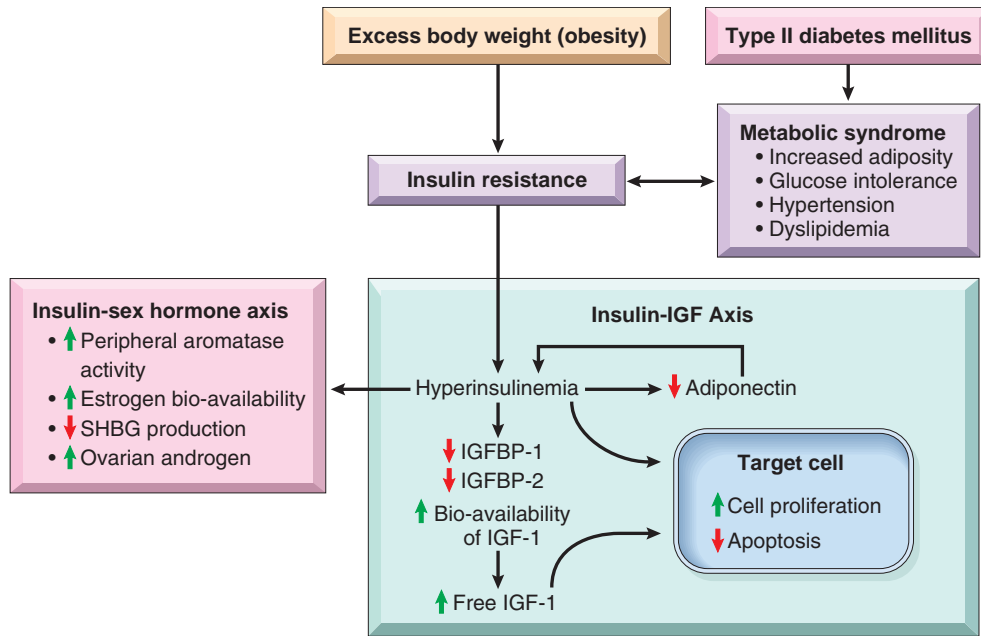 Excess body weight (obesity)
Type II diabetes mellitus
Metabolic syndrome
• Increased adiposity
• Glucose intolerance
• Hypertension
• Dyslipidemia
Insulin resistance
Insulin-sex hormone axis
• Peripheral aromatase
activity
• Estrogen bio-availability
• SHBG production
• Ovarian androgen
Insulin-IGF Axis
Hyperinsulinemia
Adiponectin
IGFBP-1
IGFBP-2
Bio-availability
of IGF-1
Free IGF-1
Target cell
Cell proliferation
Apoptosis